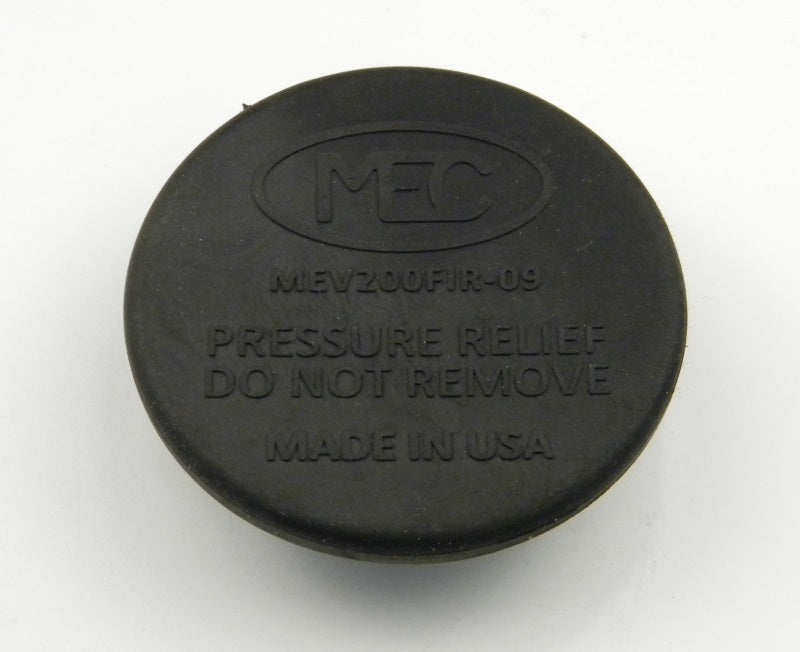 MEC
MEV200FIR-09
PRESSURE RELIEF
DO NOT REMOVE
MADE IN USA